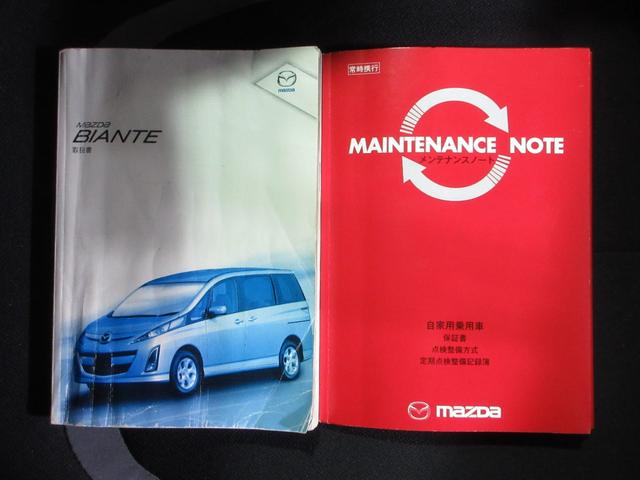 mazda
MAZDA
BIANTE
取扱書
常時携行
MAINTENANCE NOTE
メンテナンスノート
自家用乗用車
保証書
点検整備方式
定期点検整備記録簿
mazda